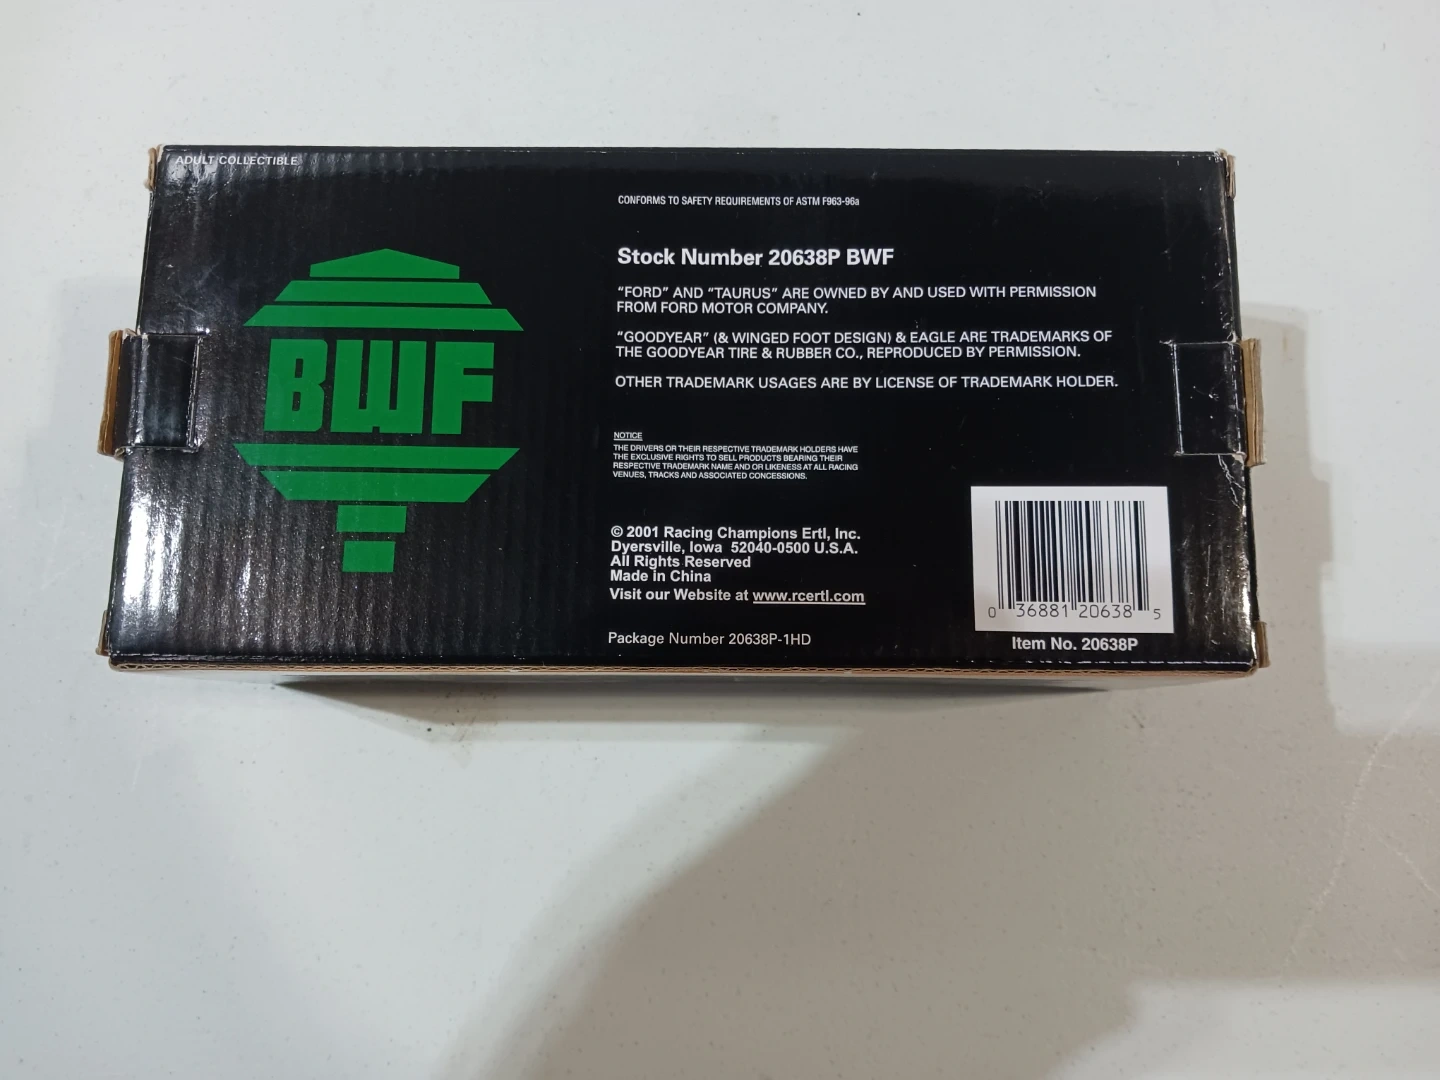 ADULT COLLECTIBLE
BWF
CONFORMS TO SAFETY REQUIREMENTS OF ASTM F963-96a
Stock Number 20638P BWF
“FORD” AND “TAURUS” ARE OWNED BY AND USED WITH PERMISSION
FROM FORD MOTOR COMPANY.
“GOODYEAR” (& WINGED FOOT DESIGN) & EAGLE ARE TRADEMARKS OF
THE GOODYEAR TIRE & RUBBER CO., REPRODUCED BY PERMISSION.
OTHER TRADEMARK USAGES ARE BY LICENSE OF TRADEMARK HOLDER.
NOTICE
THE DRIVERS OR THEIR RESPECTIVE TRADEMARK HOLDERS HAVE
THE EXCLUSIVE RIGHTS TO SELL PRODUCTS BEARING THEIR
RESPECTIVE TRADEMARK NAME AND OR LIKENESS AT ALL RACING
VENUES, TRACKS AND ASSOCIATED CONCESSIONS.
© 2001 Racing Champions Ertl, Inc.
Dyersville, Iowa 52040-0500 U.S.A.
All Rights Reserved
Made in China
Visit our Website at www.rcertl.com
Package Number 20638P-1HD
0 36881 20638 5
Item No. 20638P